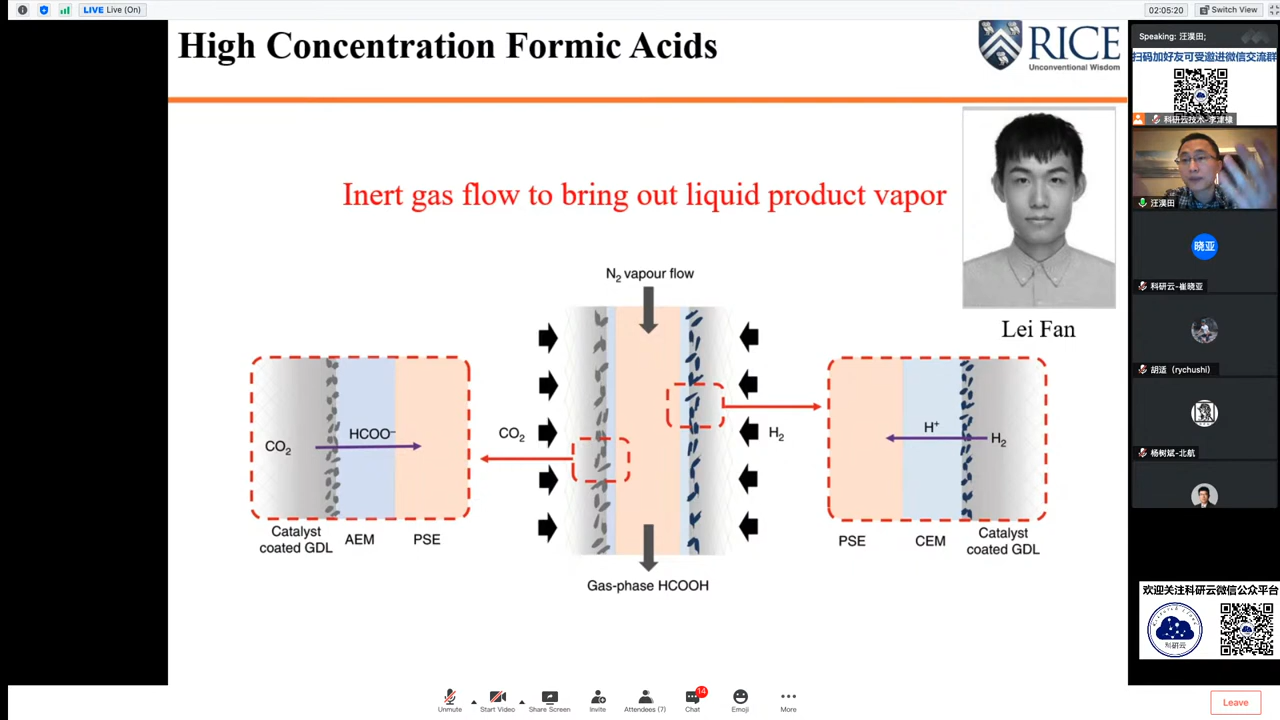 LIVE Live (On)
02:05:20
Switch View
High Concentration Formic Acids
RICE
Unconventional Wisdom
Speaking: 汪淏田;
扫码加好友可受邀进微信交流群
科研云技术-李津橡
汪淏田
Inert gas flow to bring out liquid product vapor
晓亚
科研云-崔晓亚
N2 vapour flow
Lei Fan
胡适（rychushi）
CO2
HCOO−
CO2
H2
H+
H2
杨树斌-北航
Catalyst
coated GDL
AEM
PSE
PSE
CEM
Catalyst
coated GDL
Gas-phase HCOOH
欢迎关注科研云微信公众平台
科研云
Unmute
Start Video
Share Screen
Invite
Attendees (7)
14
Chat
Emoji
More
Leave